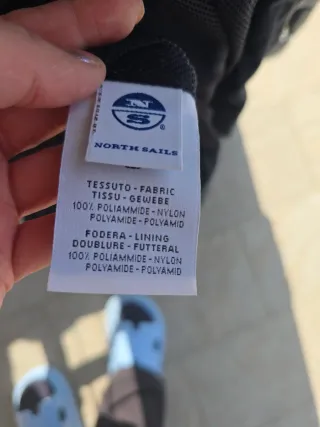 N
S
®
NORTH SAILS
TESSUTO - FABRIC
TISSU - GEWEBE
100% POLIAMMIDE - NYLON
POLYAMIDE - POLYAMID
FODERA - LINING
DOUBLURE - FUTTERAL
100% POLIAMMIDE - NYLON
POLYAMIDE - POLYAMID